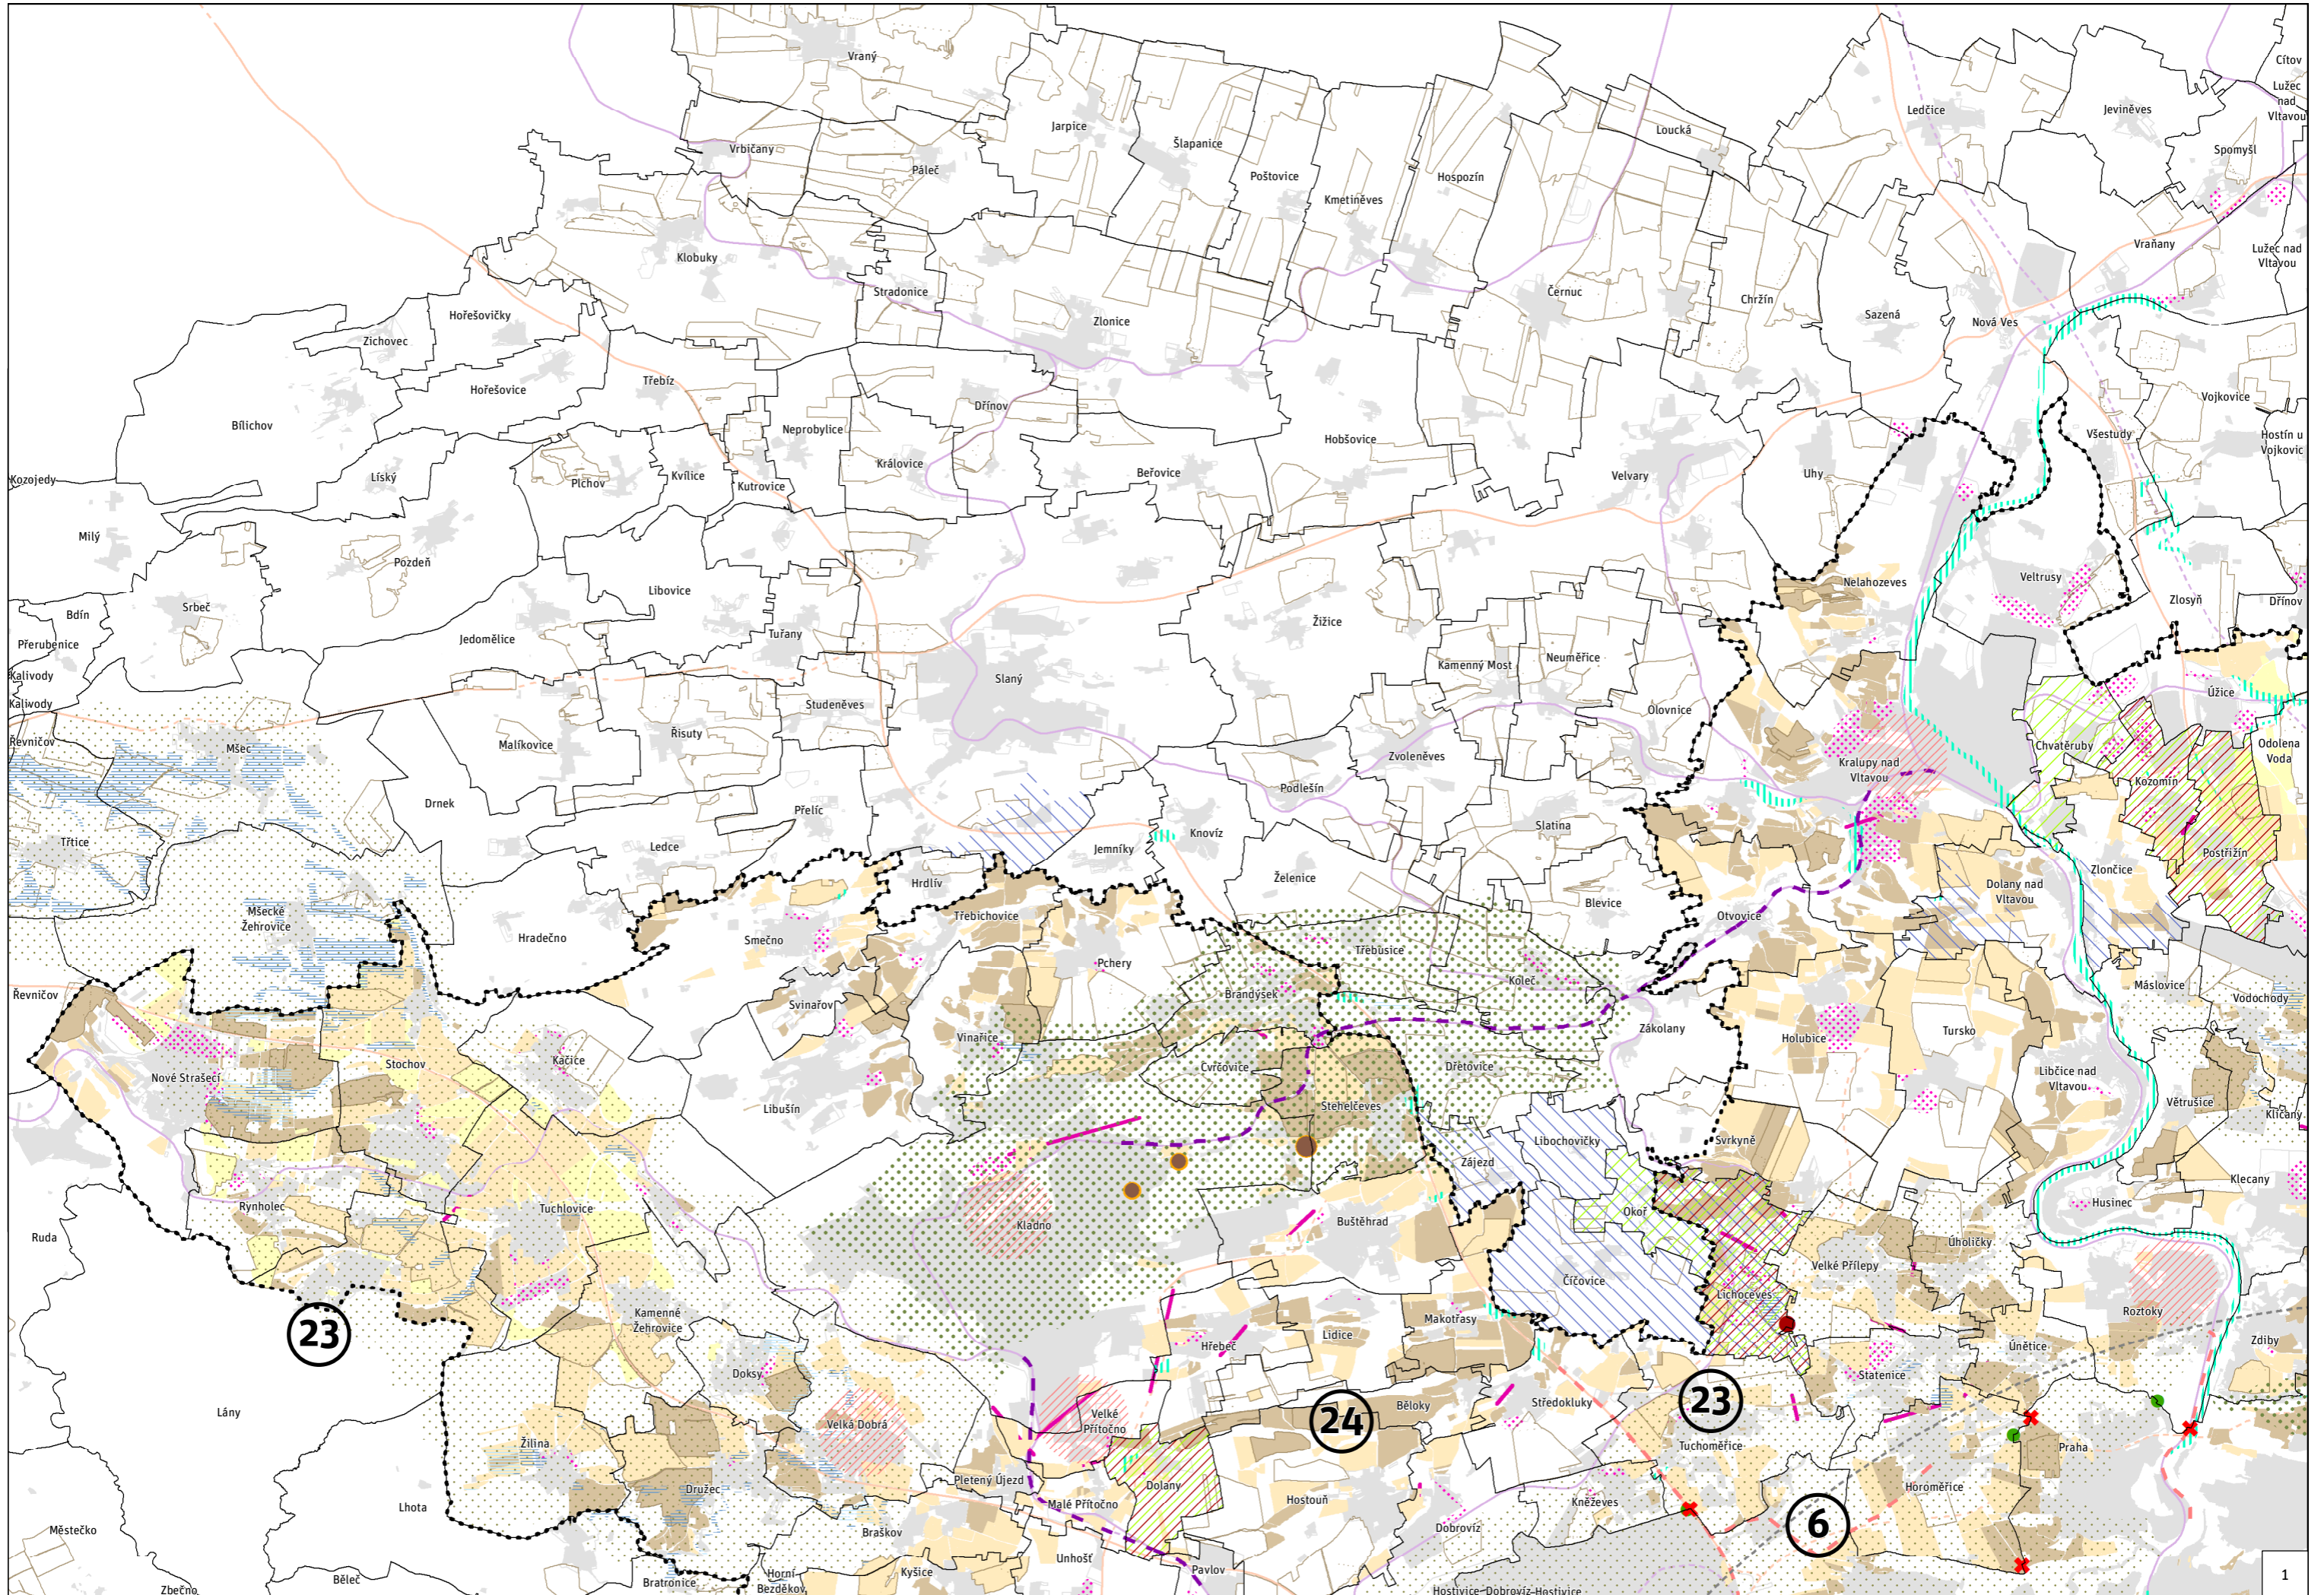 Vraný
Cítov
Lužec
nad
Vltavou
Ledčice
Jeviněves
Jarpice
Loucká
Šlapanice
Vrbičany
Spomyšl
Páleč
Poštovice
Hospozín
Kmetiněves
Vraňany
Lužec nad
Vltavou
Klobuky
Stradonice
Černuc
Chržín
Hořešovičky
Zlonice
Sazená
Nová Ves
Zichovec
Třebíz
Hořešovice
Vojkovice
Dřínov
Bílichov
Neprobylice
Hobšovice
Všestudy
Hostín u
Vojkovic
Královice
Beřovice
Kozojedy
Líský
Plchov
Kvílice
Kutrovice
Velvary
Uhy
Milý
Pozdeň
Nelahozeves
Veltrusy
Libovice
Zlosyň
Dřínov
Bdín
Srbeč
Žižice
Přerubenice
Jedomělice
Tuřany
Kamenný Most
Neuměřice
Kalivody
Slaný
Úžice
Kalivody
Studeněves
Olovnice
Řevničov
Mšec
Malíkovice
Řisuty
Chvatěruby
Odolena
Voda
Zvoleněves
Kralupy nad
Vltavou
Kozomín
Podlešín
Drnek
Přelíc
Slatina
Třtice
Ledce
Jemníky
Knovíz
Postřižín
Zlončice
Hrdlív
Želenice
Dolany nad
Vltavou
Mšecké
Žehrovice
Třebichovice
Blevice
Otvovice
Hradečno
Smečno
Třebusice
Pchery
Koleč
Brandýsek
Máslovice
Řevničov
Svinařov
Vodochody
Zákolany
Tursko
Vinařice
Holubice
Kačice
Stochov
Nové Strašecí
Cvrčovice
Dřetovice
Libčice nad
Vltavou
Libušín
Stehelčeves
Větrušice
Klíčany
Libochovičky
Svrkyně
Zájezd
Klecany
Rynholec
Tuchlovice
Husinec
Okoř
Kladno
Buštěhrad
Ruda
Úholičky
Velké Přílepy
Číčovice
Lichoceves
Kamenné
Žehrovice
Roztoky
Makotřasy
23
Lidice
Hřebeč
Únětice
Zdiby
Doksy
Statenice
Středokluky
23
Běloky
Lány
24
Velká Dobrá
Velké
Přítočno
Žilina
Tuchoměřice
Praha
Pletený Újezd
Dolany
Horoměřice
Družec
Hostouň
Kněževes
Malé Přítočno
Lhota
6
Dobrovíz
Městečko
Braškov
Unhošť
Pavlov
Kyšice
Horní
Bezděkov
Běleč
Bratronice
Zbečno
Hostivice
Dobrovíz
Hostivice
1